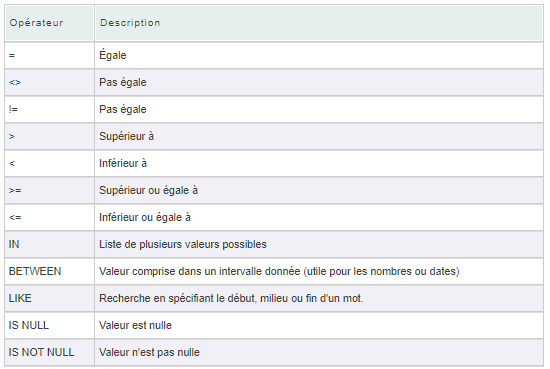 Opérateur Description
= Égale
<> Pas égale
!= Pas égale
> Supérieur à
< Inférieur à
>= Supérieur ou égale à
<= Inférieur ou égale à
IN Liste de plusieurs valeurs possibles
BETWEEN Valeur comprise dans un intervalle donnée (utile pour les nombres ou dates)
LIKE Recherche en spécifiant le début, milieu ou fin d'un mot.
IS NULL Valeur est nulle
IS NOT NULL Valeur n'est pas nulle